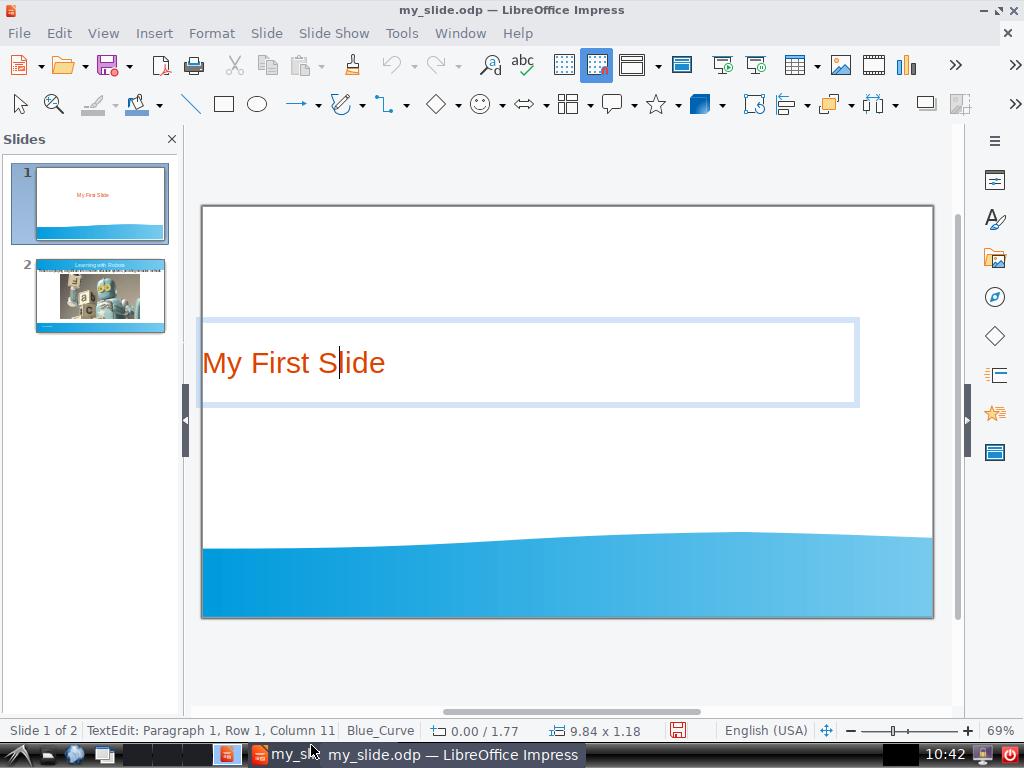 my_slide.odp — LibreOffice Impress
File Edit View Insert Format Slide Slide Show Tools Window Help
Slides
1
My First Slide
2
Learning with Robots
My First Slide
Slide 1 of 2 TextEdit: Paragraph 1, Row 1, Column 11 Blue_Curve 0.00 / 1.77 9.84 x 1.18 English (USA) 69%
my_sli my_slide.odp — LibreOffice Impress 10:42